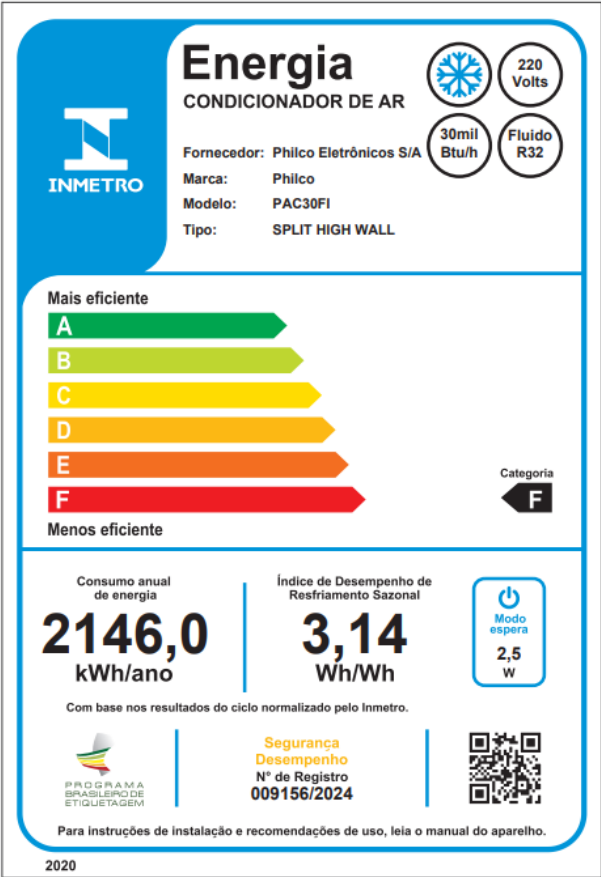 INMETRO
Energia
CONDICIONADOR DE AR
220
Volts
30mil
Btu/h
Fluido
R32
Fornecedor: Philco Eletrônicos S/A
Marca: Philco
Modelo: PAC30FI
Tipo: SPLIT HIGH WALL
Mais eficiente
A
B
C
D
E
F
Menos eficiente
Categoria
F
Consumo anual
de energia
2146,0
kWh/ano
Índice de Desempenho de
Resfriamento Sazonal
3,14
Wh/Wh
Modo
espera
2,5
W
Com base nos resultados do ciclo normalizado pelo Inmetro.
PROGRAMA
BRASILEIRO DE
ETIQUETAGEM
Segurança
Desempenho
N° de Registro
009156/2024
Para instruções de instalação e recomendações de uso, leia o manual do aparelho.
2020